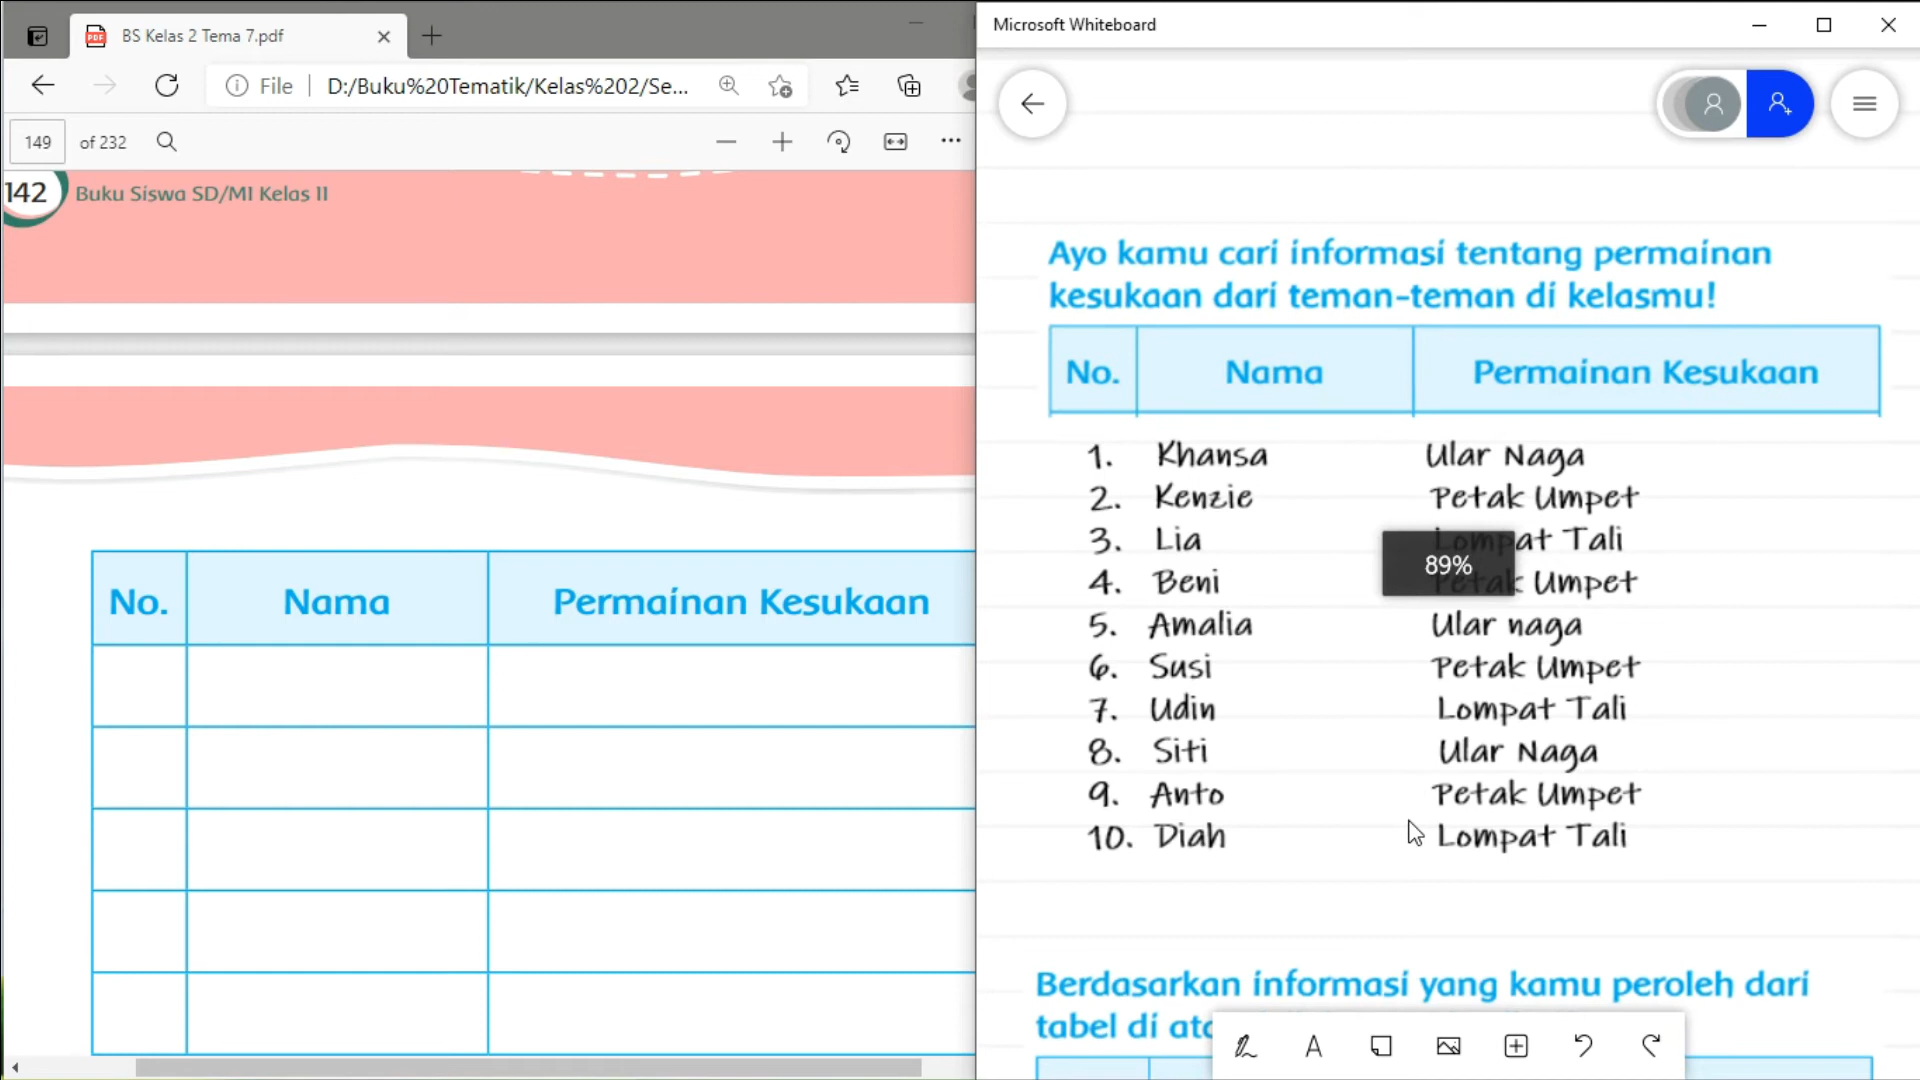 BS Kelas 2 Tema 7.pdf
File
D:/Buku%20Tematik/Kelas%202/Se...
149 of 232
142 Buku Siswa SD/MI Kelas II
No. Nama Permainan Kesukaan
Microsoft Whiteboard
Ayo kamu cari informasi tentang permainan
kesukaan dari teman-teman di kelasmu!
No. Nama Permainan Kesukaan
1. Khansa Ular Naga
2. Kenzie Petak Umpet
3. Lia Lompat Tali
4. Beni Petak Umpet
89%
5. Amalia Ular naga
6. Susi Petak Umpet
7. Udin Lompat Tali
8. Siti Ular Naga
9. Anto Petak Umpet
10. Diah Lompat Tali
Berdasarkan informasi yang kamu peroleh dari
tabel di